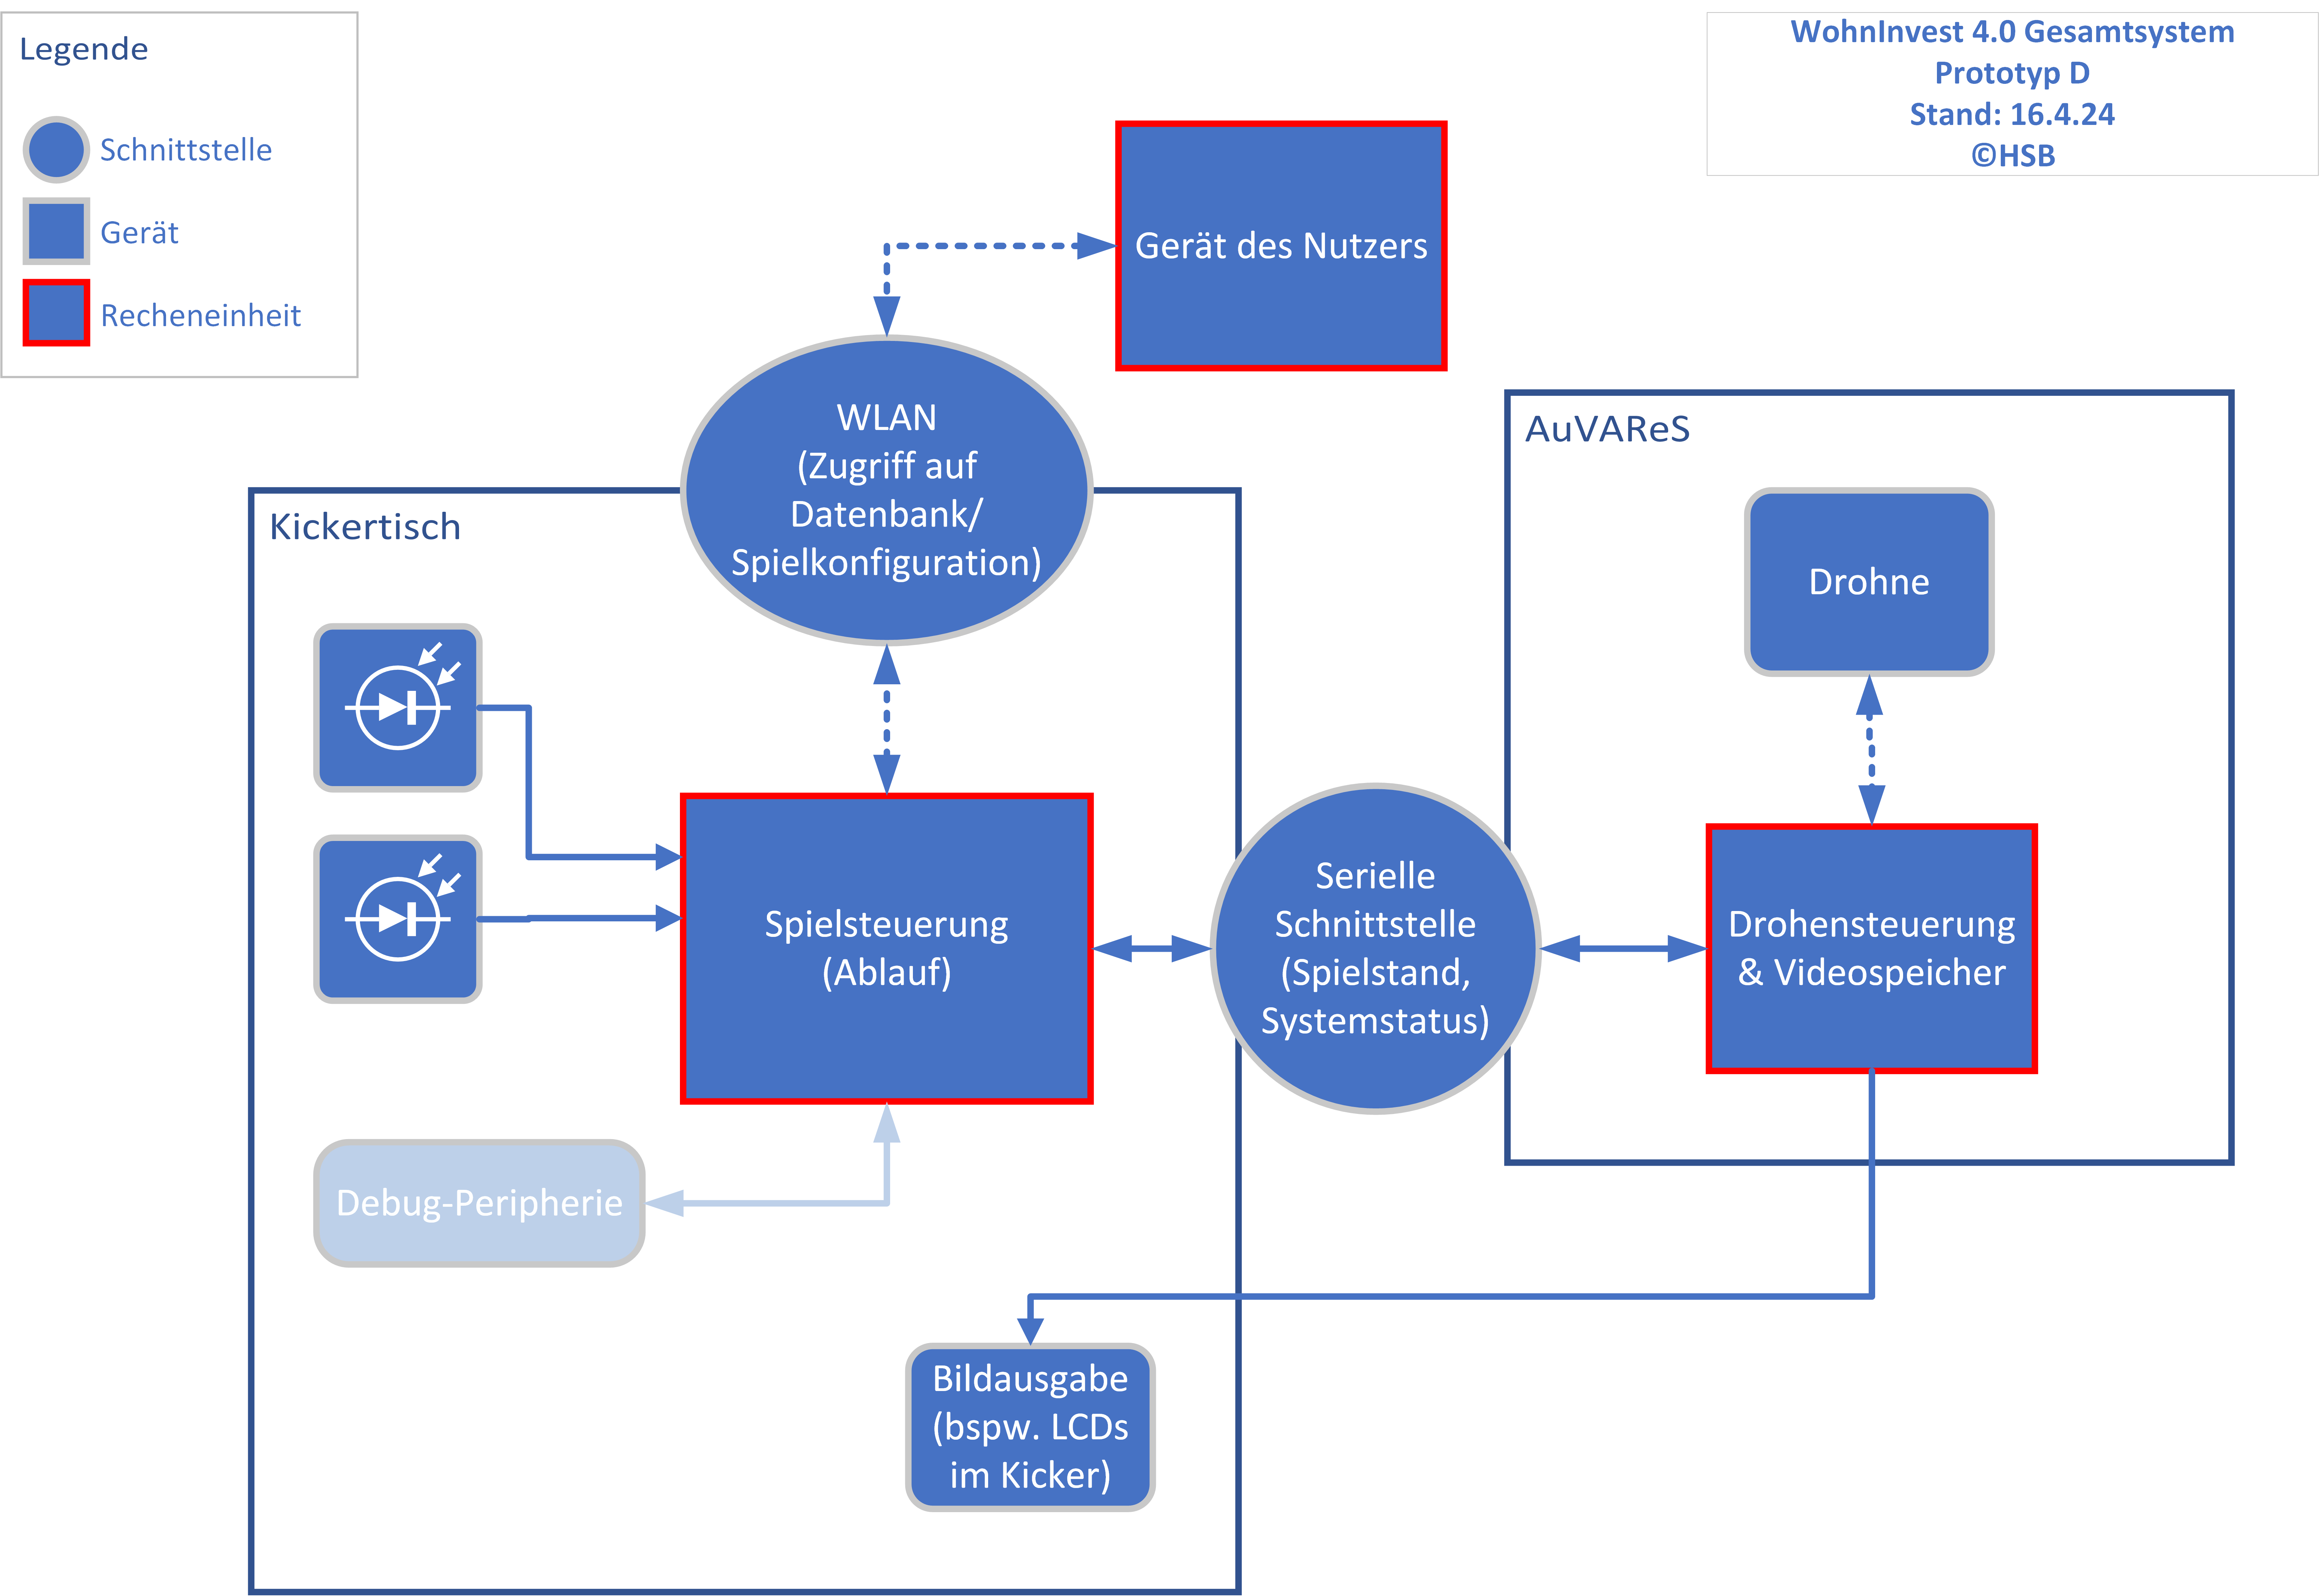 Legende
Schnittstelle
Gerät
Recheneinheit
WohnInvest 4.0 Gesamtsystem
Prototyp D
Stand: 16.4.24
©HSB
Gerät des Nutzers
WLAN
(Zugriff auf
Datenbank/
Spielkonfiguration)
AuVAReS
Kickertisch
Drohne
Serielle
Schnittstelle
(Spielstand,
Systemstatus)
Spielsteuerung
(Ablauf)
Drohensteuerung
& Videospeicher
Debug-Peripherie
Bildausgabe
(bspw. LCDs
im Kicker)